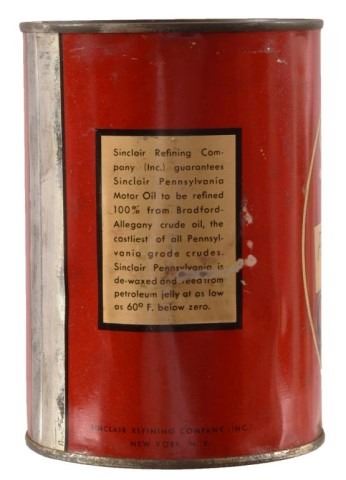 Sinclair Refining Com-
pany (Inc.) guarantees
Sinclair Pennsylvania
Motor Oil to be refined
100% from Bradford-
Allegany crude oil, the
costliest of all Pennsyl-
vania grade crudes.
Sinclair Pennsylvania is
de-waxed and freed from
petroleum jelly at as low
as 60° F. below zero.
SINCLAIR REFINING COMPANY (INC.)
NEW YORK, N. Y.